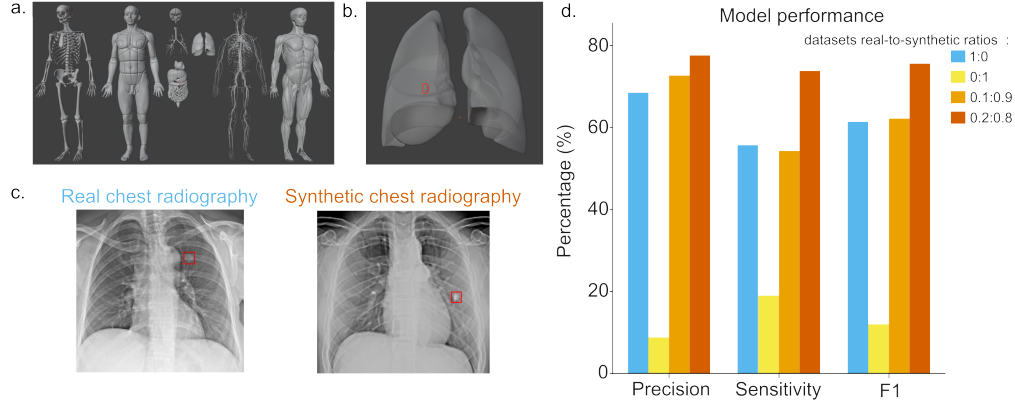 a.
b.
c.
Real chest radiography
Synthetic chest radiography
d.
Model performance
datasets real-to-synthetic ratios :
1:0
0:1
0.1:0.9
0.2:0.8
Percentage (%)
80
60
40
20
0
Precision
Sensitivity
F1